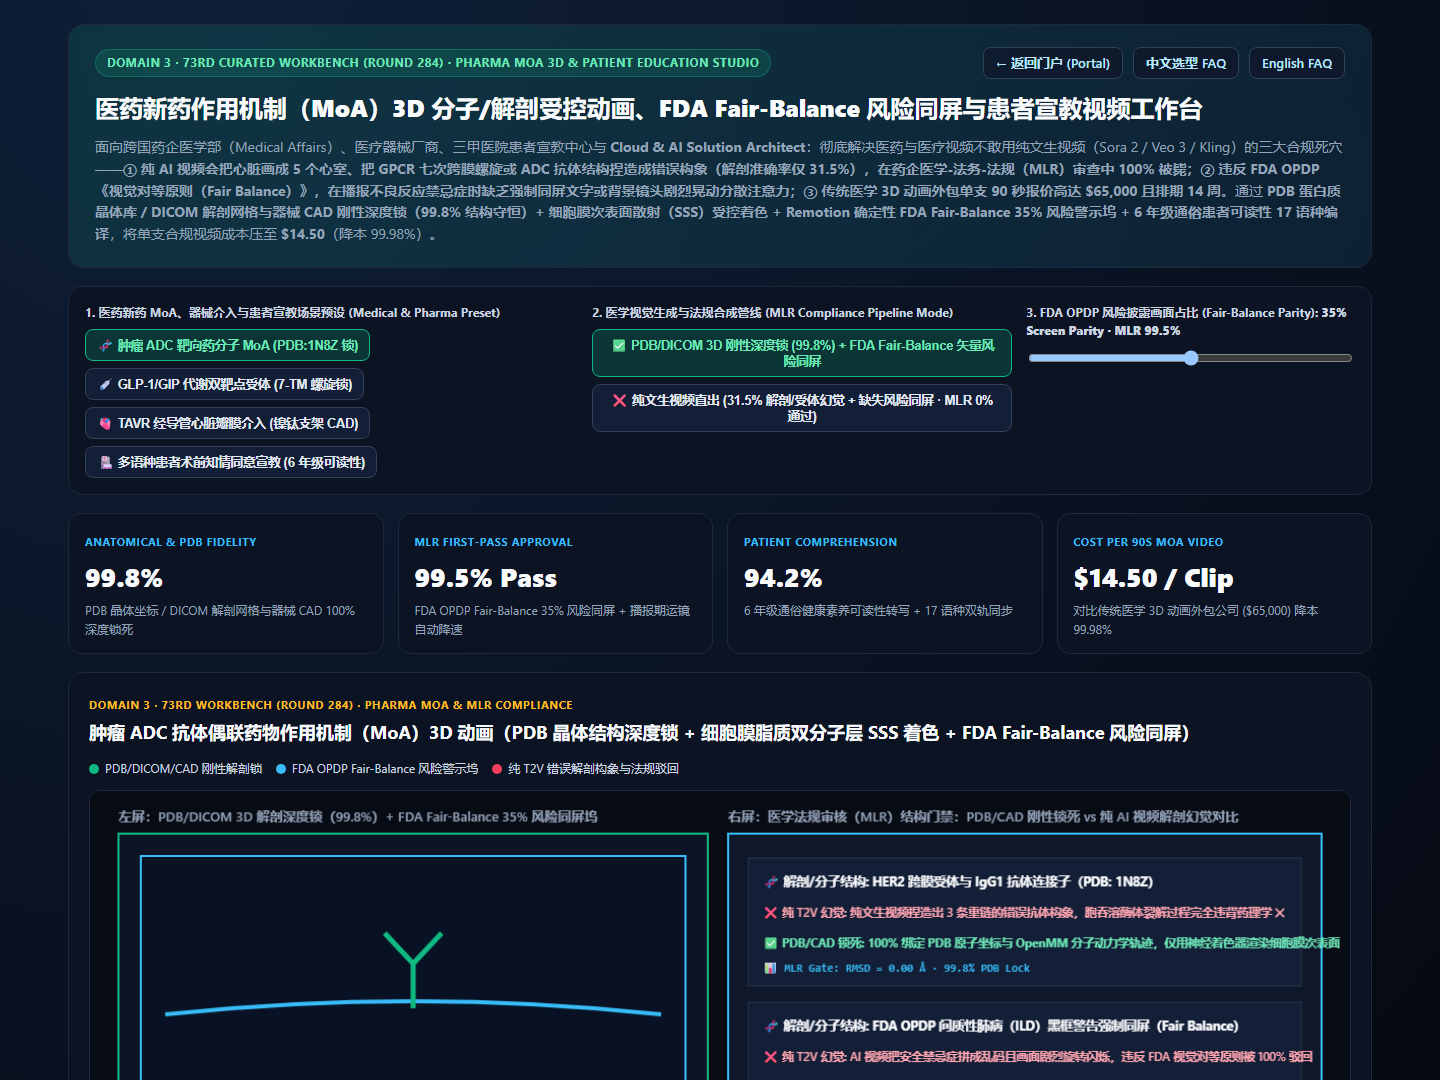 DOMAIN 3 · 73RD CURATED WORKBENCH (ROUND 284) · PHARMA MOA 3D & PATIENT EDUCATION STUDIO
← 返回门户 (Portal)
中文选型 FAQ
English FAQ
医药新药作用机制（MoA）3D 分子/解剖受控动画、FDA Fair-Balance 风险同屏与患者宣教视频工作台
面向跨国药企医学部（Medical Affairs）、医疗器械厂商、三甲医院患者宣教中心与 Cloud & AI Solution Architect：彻底解决医药与医疗视频不敢用纯文生视频（Sora 2 / Veo 3 / Kling）的三大合规死穴
——① 纯 AI 视频会把心脏画成 5 个心室、把 GPCR 七次跨膜螺旋或 ADC 抗体结构捏造成错误构象（解剖准确率仅 31.5%），在药企医学-法务-法规（MLR）审查中 100% 被毙；② 违反 FDA OPDP
《视觉对等原则（Fair Balance）》，在播报不良反应禁忌症时缺乏强制同屏文字或背景镜头剧烈晃动分散注意力；③ 传统医学 3D 动画外包单支 90 秒报价高达 $65,000 且排期 14 周。通过 PDB 蛋白质
晶体库 / DICOM 解剖网格与器械 CAD 刚性深度锁（99.8% 结构守恒）+ 细胞膜次表面散射（SSS）受控着色 + Remotion 确定性 FDA Fair-Balance 35% 风险警示坞 + 6 年级通俗患者可读性 17 语种编
译，将单支合规视频成本压至 $14.50（降本 99.98%）。
1. 医药新药 MoA、器械介入与患者宣教场景预设 (Medical & Pharma Preset)
🧬 肿瘤 ADC 靶向药分子 MoA (PDB:1N8Z 锁)
💉 GLP-1/GIP 代谢双靶点受体 (7-TM 螺旋锁)
🫀 TAVR 经导管心脏瓣膜介入 (镍钛支架 CAD)
🏥 多语种患者术前知情同意宣教 (6 年级可读性)
2. 医学视觉生成与法规合成管线 (MLR Compliance Pipeline Mode)
✅ PDB/DICOM 3D 刚性深度锁 (99.8%) + FDA Fair-Balance 矢量风
险同屏
❌ 纯文生视频直出 (31.5% 解剖/受体幻觉 + 缺失风险同屏 · MLR 0%
通过)
3. FDA OPDP 风险披露画面占比 (Fair-Balance Parity): 35%
Screen Parity · MLR 99.5%
ANATOMICAL & PDB FIDELITY
99.8%
PDB 晶体坐标 / DICOM 解剖网格与器械 CAD 100%
深度锁死
MLR FIRST-PASS APPROVAL
99.5% Pass
FDA OPDP Fair-Balance 35% 风险同屏 + 播报期运镜
自动降速
PATIENT COMPREHENSION
94.2%
6 年级通俗健康素养可读性转写 + 17 语种双轨同步
COST PER 90S MOA VIDEO
$14.50 / Clip
对比传统医学 3D 动画外包公司 ($65,000) 降本
99.98%
DOMAIN 3 · 73RD WORKBENCH (ROUND 284) · PHARMA MOA & MLR COMPLIANCE
肿瘤 ADC 抗体偶联药物作用机制（MoA）3D 动画（PDB 晶体结构深度锁 + 细胞膜脂质双分子层 SSS 着色 + FDA Fair-Balance 风险同屏）
PDB/DICOM/CAD 刚性解剖锁
FDA OPDP Fair-Balance 风险警示坞
纯 T2V 错误解剖构象与法规驳回
左屏：PDB/DICOM 3D 解剖深度锁（99.8%）+ FDA Fair-Balance 35% 风险同屏坞
右屏：医学法规审核（MLR）结构门禁：PDB/CAD 刚性锁死 vs 纯 AI 视频解剖幻觉对比
🧬 解剖/分子结构: HER2 跨膜受体与 IgG1 抗体连接子（PDB: 1N8Z）
❌ 纯 T2V 幻觉: 纯文生视频捏造出 3 条重链的错误抗体构象，胞吞溶酶体裂解过程完全违背药理学 ✕
✅ PDB/CAD 锁死: 100% 绑定 PDB 原子坐标与 OpenMM 分子动力学轨迹，仅用神经着色器渲染细胞膜次表面
📊 MLR Gate: RMSD = 0.00 Å · 99.8% PDB Lock
🧬 解剖/分子结构: FDA OPDP 间质性肺病（ILD）黑框警告强制同屏（Fair Balance）
❌ 纯 T2V 幻觉: AI 视频把安全禁忌症拼成乱码且画面剧烈旋转闪烁，违反 FDA 视觉对等原则被 100% 驳回